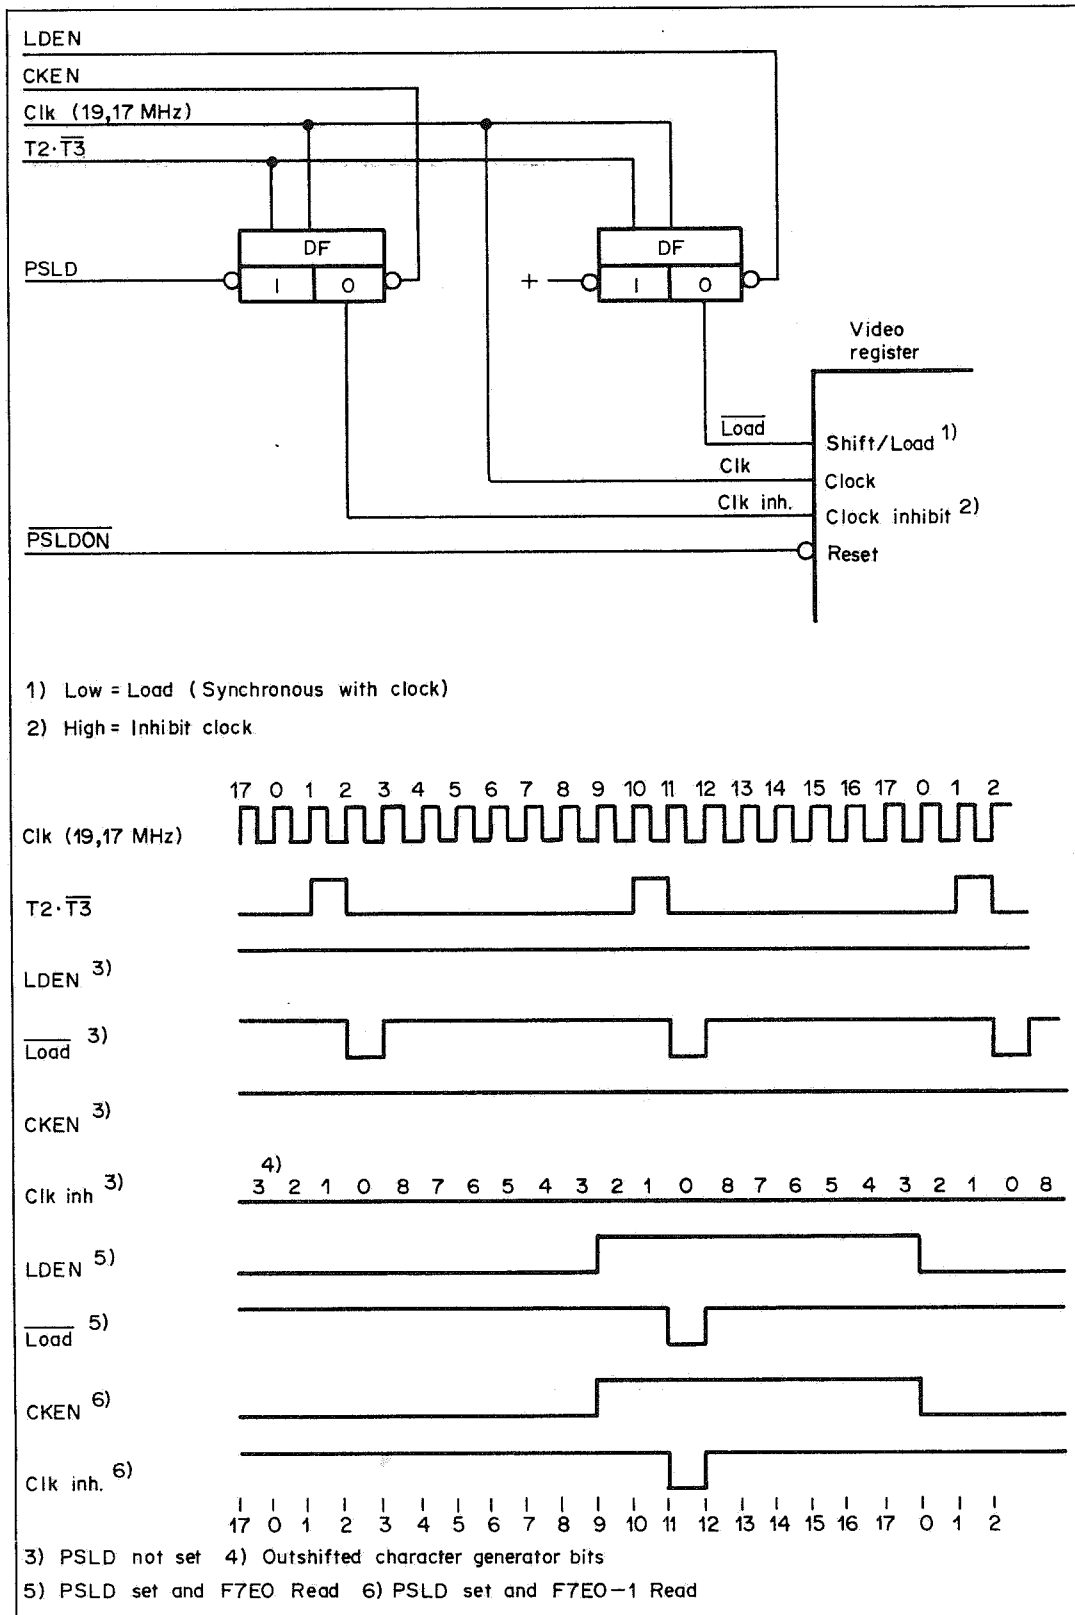 LDEN
CKEN
Clk (19,17 MHz)
T2·T̅3̅
DF
DF
PSLD
I O
+
I O
Video
register
L̅o̅a̅d̅
Shift/Load 1)
Clk
Clock
Clk inh.
Clock inhibit 2)
P̅S̅L̅D̅O̅N̅
Reset
1) Low = Load (Synchronous with clock)
2) High = Inhibit clock
17 0 1 2 3 4 5 6 7 8 9 10 11 12 13 14 15 16 17 0 1 2
Clk (19,17 MHz)
T2·T̅3̅
LDEN 3)
L̅o̅a̅d̅ 3)
CKEN 3)
4)
Clk inh 3) 3 2 1 0 8 7 6 5 4 3 2 1 0 8 7 6 5 4 3 2 1 0 8
LDEN 5)
L̅o̅a̅d̅ 5)
CKEN 6)
Clk inh. 6)
17 0 1 2 3 4 5 6 7 8 9 10 11 12 13 14 15 16 17 0 1 2
3) PSLD not set 4) Outshifted character generator bits
5) PSLD set and F7E0 Read 6) PSLD set and F7E0-1 Read